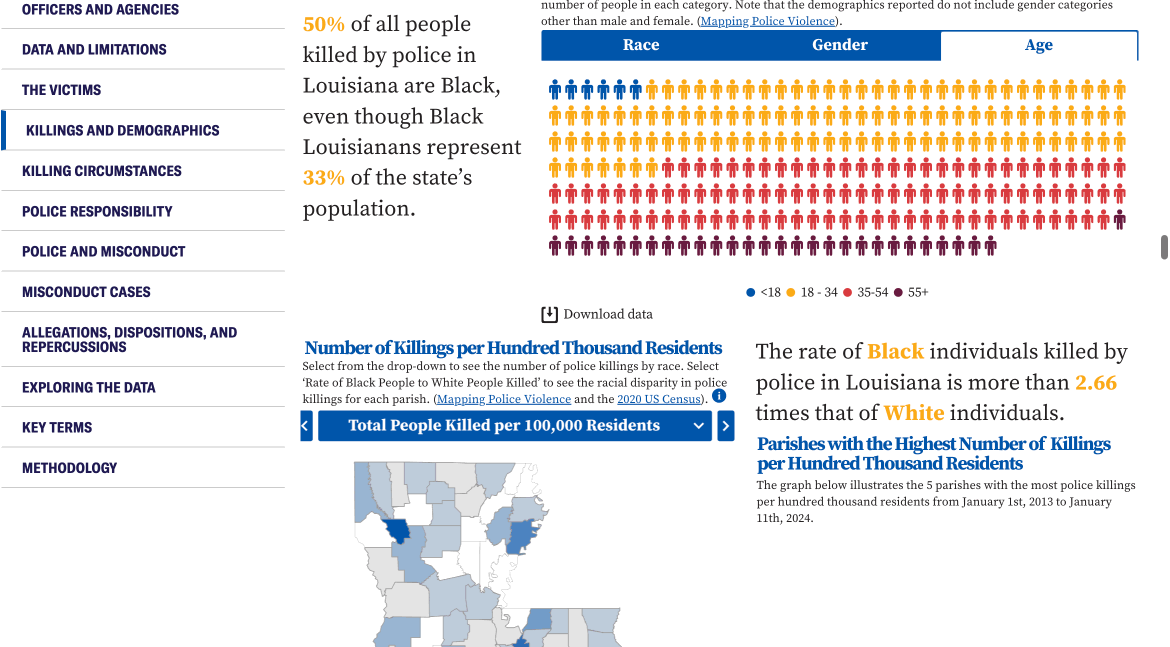 OFFICERS AND AGENCIES
DATA AND LIMITATIONS
THE VICTIMS
KILLINGS AND DEMOGRAPHICS
KILLING CIRCUMSTANCES
POLICE RESPONSIBILITY
POLICE AND MISCONDUCT
MISCONDUCT CASES
ALLEGATIONS, DISPOSITIONS, AND
REPERCUSSIONS
EXPLORING THE DATA
KEY TERMS
METHODOLOGY
50% of all people
killed by police in
Louisiana are Black,
even though Black
Louisianans represent
33% of the state’s
population.
number of people in each category. Note that the demographics reported do not include gender categories
other than male and female. (Mapping Police Violence).
Race Gender Age
<18 18 - 34 35-54 55+
Download data
Number of Killings per Hundred Thousand Residents
Select from the drop-down to see the number of police killings by race. Select
‘Rate of Black People to White People Killed’ to see the racial disparity in police
killings for each parish. (Mapping Police Violence and the 2020 US Census). i
Total People Killed per 100,000 Residents
The rate of Black individuals killed by
police in Louisiana is more than 2.66
times that of White individuals.
Parishes with the Highest Number of Killings
per Hundred Thousand Residents
The graph below illustrates the 5 parishes with the most police killings
per hundred thousand residents from January 1st, 2013 to January
11th, 2024.